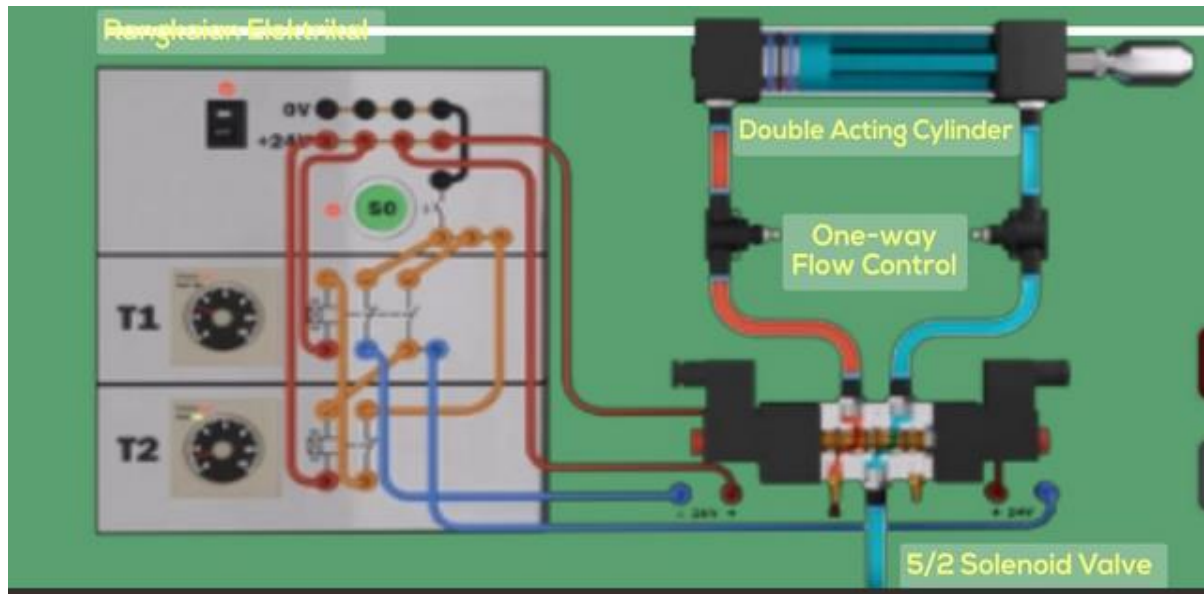 Rangkaian Elektrikal
0V
+24V
Double Acting Cylinder
S0
One-way
Flow Control
T1
T2
- 24V +
+ 24V
5/2 Solenoid Valve